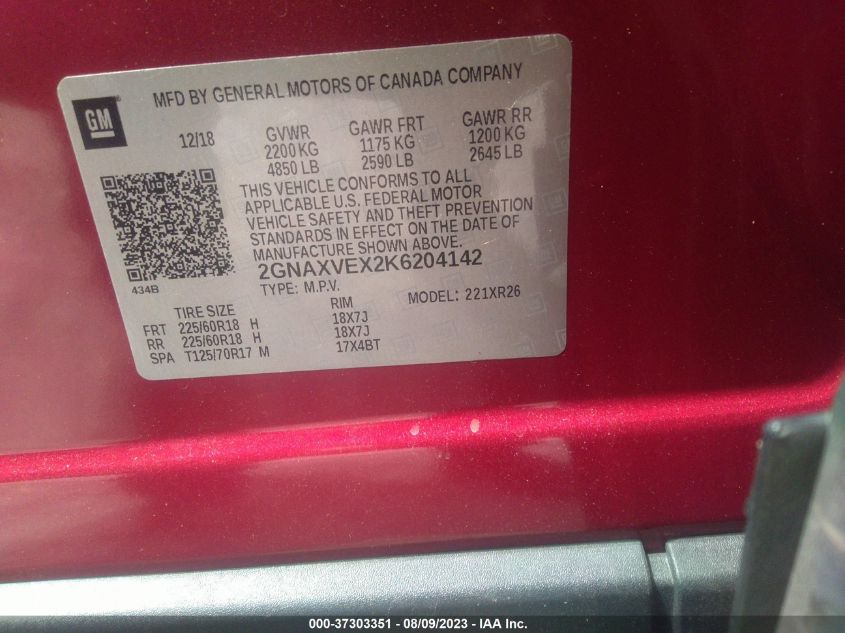 MFD BY GENERAL MOTORS OF CANADA COMPANY
GM
12/18 GVWR GAWR FRT GAWR RR
2200 KG 1175 KG 1200 KG
4850 LB 2590 LB 2645 LB
THIS VEHICLE CONFORMS TO ALL
APPLICABLE U.S. FEDERAL MOTOR
VEHICLE SAFETY AND THEFT PREVENTION
STANDARDS IN EFFECT ON THE DATE OF
MANUFACTURE SHOWN ABOVE.
434B
2GNAXVEX2K6204142
TYPE: M.P.V. MODEL: 221XR26
TIRE SIZE RIM
FRT 225/60R18 H 18X7J
RR 225/60R18 H 18X7J
SPA T125/70R17 M 17X4BT
000-37303351 - 08/09/2023 - IAA Inc.